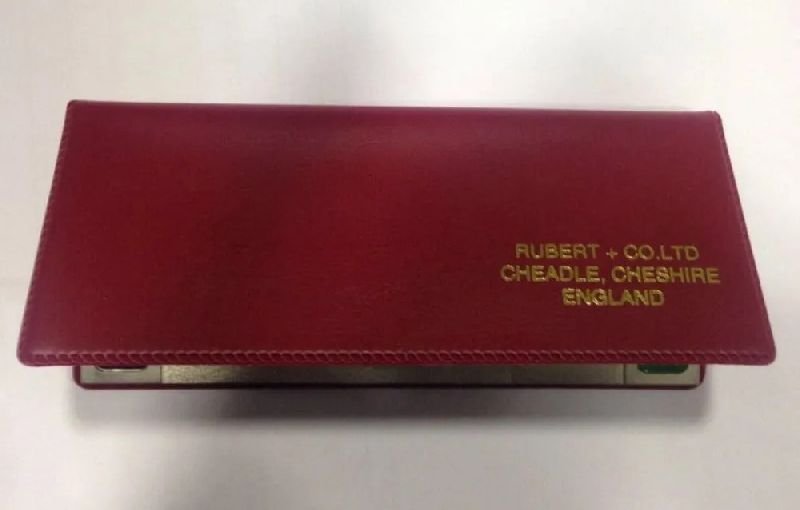 RUBERT + CO.LTD
CHEADLE, CHESHIRE
ENGLAND